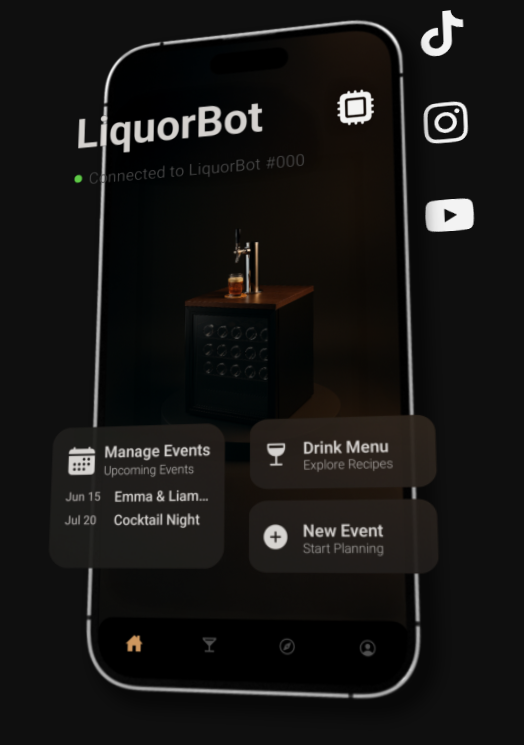 LiquorBot
Connected to LiquorBot #000
Manage Events
Upcoming Events
Jun 15 Emma & Liam...
Jul 20 Cocktail Night
Drink Menu
Explore Recipes
New Event
Start Planning